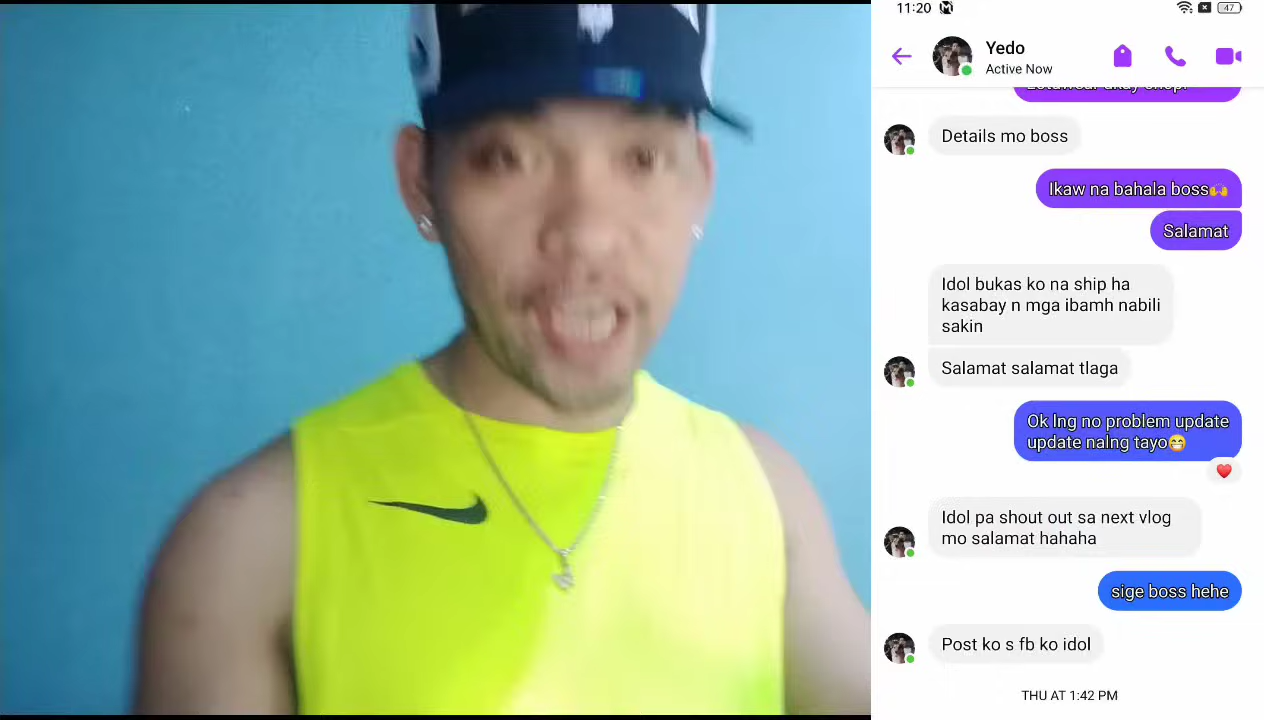 11:20
47
Yedo
Active Now
Details mo boss
Ikaw na bahala boss🙌
Salamat
Idol bukas ko na ship ha
kasabay n mga ibamh nabili
sakin
Salamat salamat tlaga
Ok lng no problem update
update nalng tayo😁
Idol pa shout out sa next vlog
mo salamat hahaha
sige boss hehe
Post ko s fb ko idol
THU AT 1:42 PM